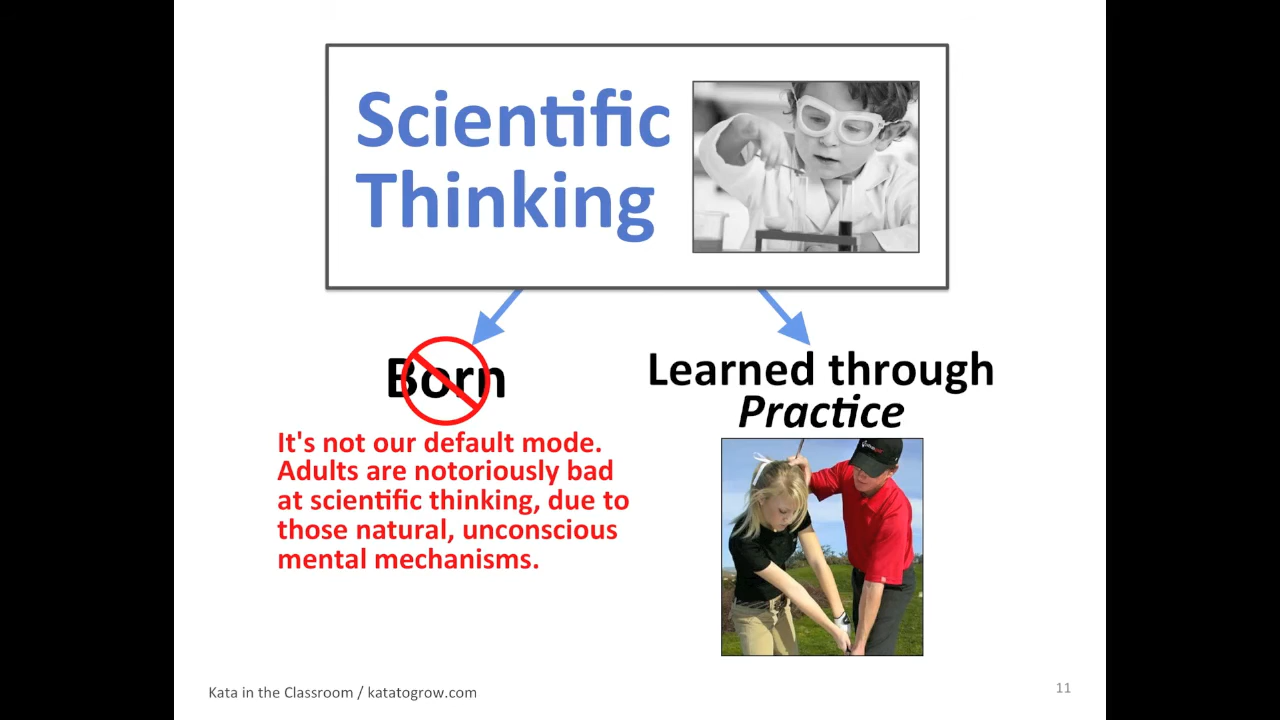 Scientific
Thinking
Born
It's not our default mode.
Adults are notoriously bad
at scientific thinking, due to
those natural, unconscious
mental mechanisms.
Learned through
Practice
Kata in the Classroom / katatogrow.com
11